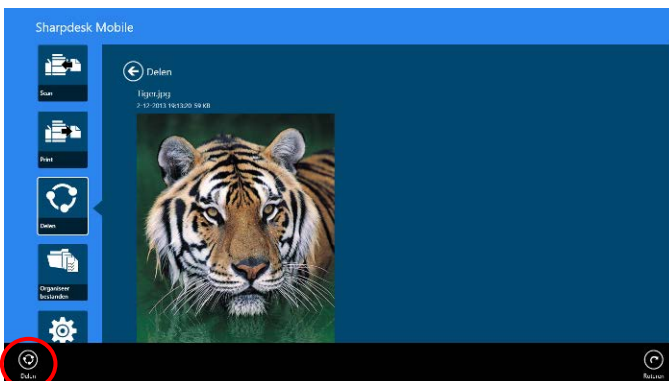 Sharpdesk Mobile
Scan
Delen
Tiger.jpg
2-12-2013 19:13:20 59 KB
Print
Delen
Organiseer
bestanden
Delen
Roteren